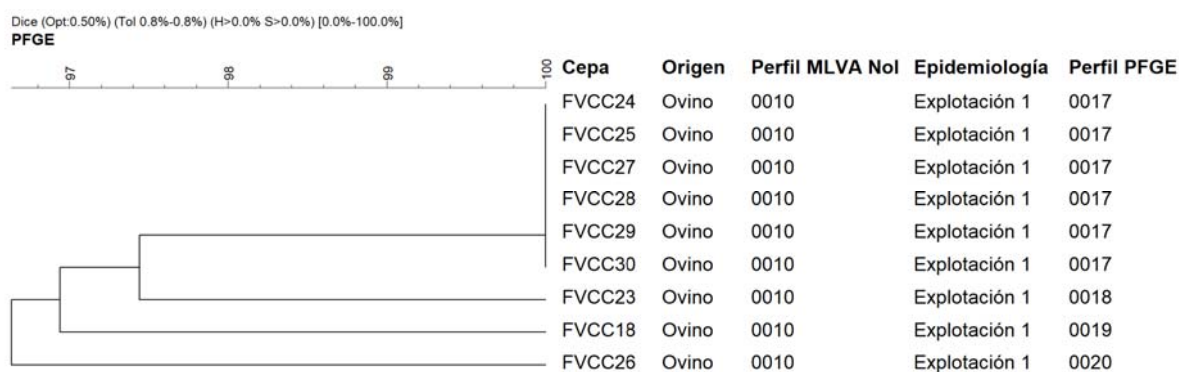 Dice (Opt:0.50%) (Tol 0.8%-0.8%) (H>0.0% S>0.0%) [0.0%-100.0%]
PFGE
97 98 99 100
Cepa Origen Perfil MLVA Nol Epidemiología Perfil PFGE
FVCC24 Ovino 0010 Explotación 1 0017
FVCC25 Ovino 0010 Explotación 1 0017
FVCC27 Ovino 0010 Explotación 1 0017
FVCC28 Ovino 0010 Explotación 1 0017
FVCC29 Ovino 0010 Explotación 1 0017
FVCC30 Ovino 0010 Explotación 1 0017
FVCC23 Ovino 0010 Explotación 1 0018
FVCC18 Ovino 0010 Explotación 1 0019
FVCC26 Ovino 0010 Explotación 1 0020